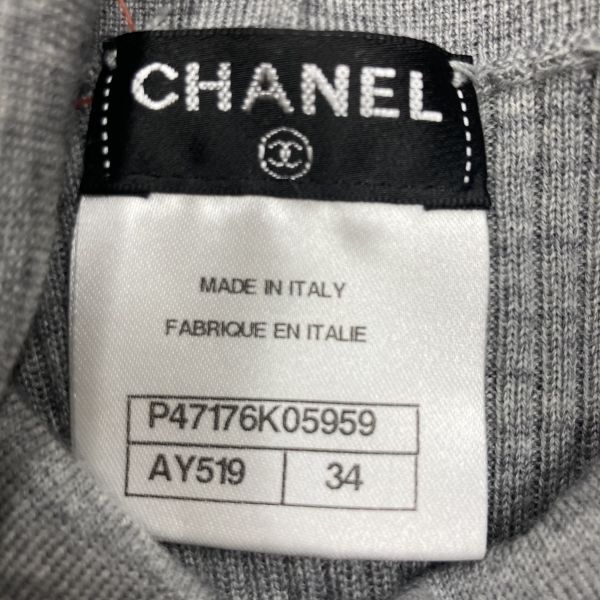 CHANEL
MADE IN ITALY
FABRIQUE EN ITALIE
P47176K05959
AY519 34